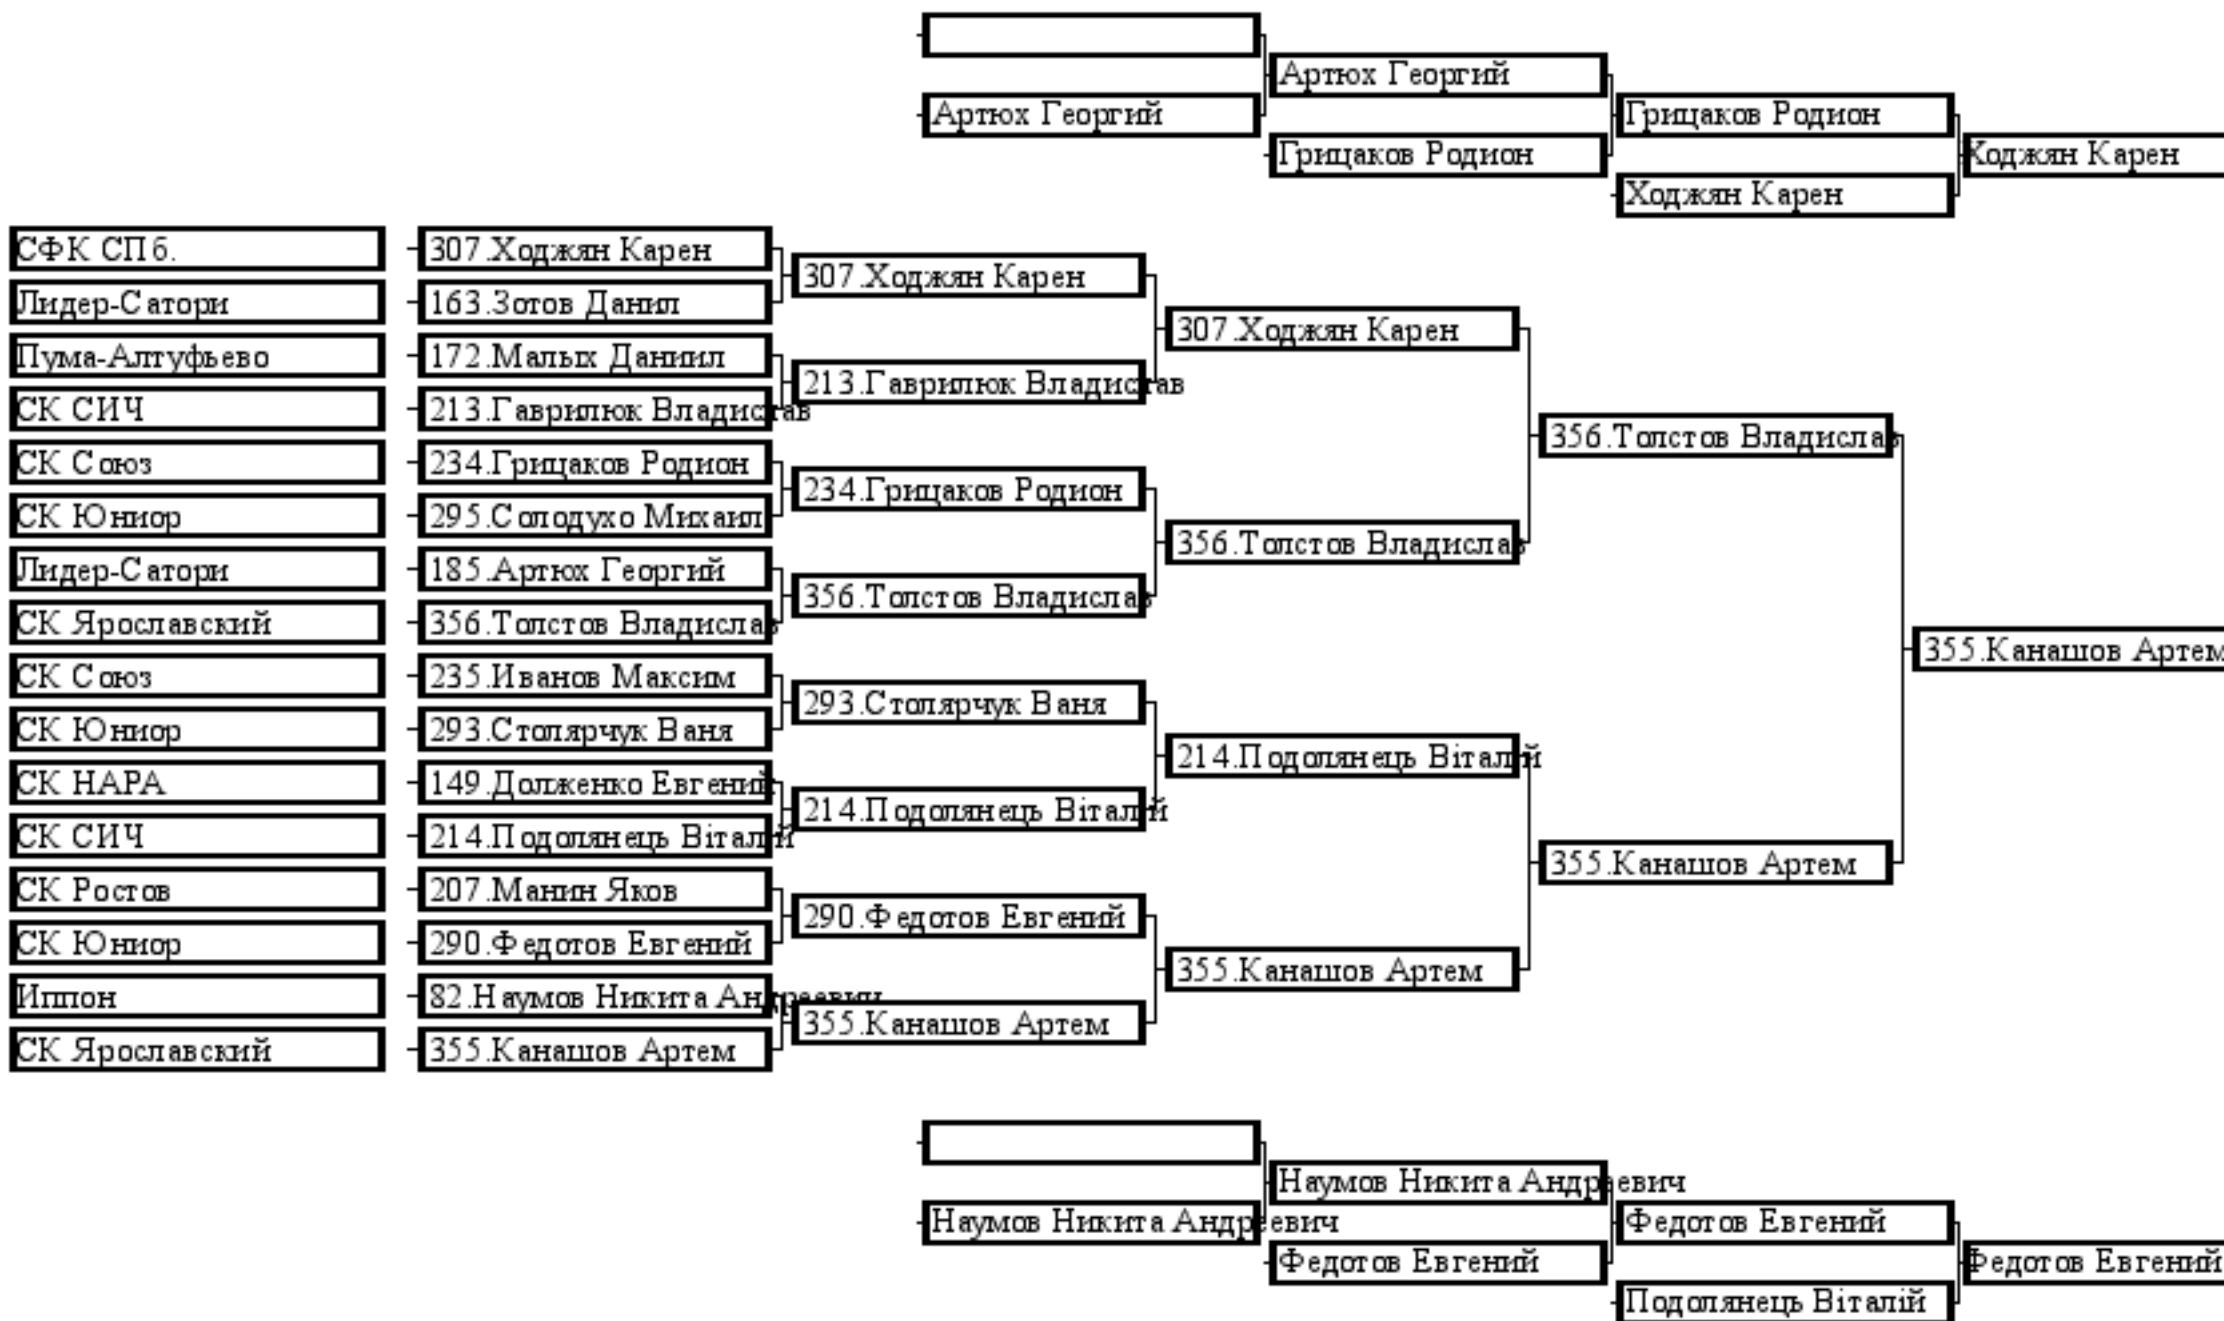 Артюх Георгий
Артюх Георгий
Грицаков Родион
Грицаков Родион
Ходжян Карен
Ходжян Карен
СФК СПб. 307.Ходжян Карен
307.Ходжян Карен
Лидер-Сатори 163.Зотов Данил
307.Ходжян Карен
Пума-Алтуфьево 172.Малых Даниил
213.Гаврилюк Владистав
СК СИЧ 213.Гаврилюк Владистав
356.Толстов Владислав
СК Союз 234.Грицаков Родион
234.Грицаков Родион
СК Юниор 295.Солодухо Михаил
356.Толстов Владислав
Лидер-Сатори 185.Артюх Георгий
356.Толстов Владислав
СК Ярославский 356.Толстов Владислав
355.Канашов Артем
СК Союз 235.Иванов Максим
293.Столярчук Ваня
СК Юниор 293.Столярчук Ваня
214.Подолянець Віталій
СК НАРА 149.Долженко Евгений
214.Подолянець Віталій
СК СИЧ 214.Подолянець Віталій
355.Канашов Артем
СК Ростов 207.Манин Яков
290.Федотов Евгений
СК Юниор 290.Федотов Евгений
355.Канашов Артем
Иппон 82.Наумов Никита Андреевич
355.Канашов Артем
СК Ярославский 355.Канашов Артем
Наумов Никита Андреевич
Наумов Никита Андреевич
Федотов Евгений
Федотов Евгений
Федотов Евгений
Подолянець Віталій